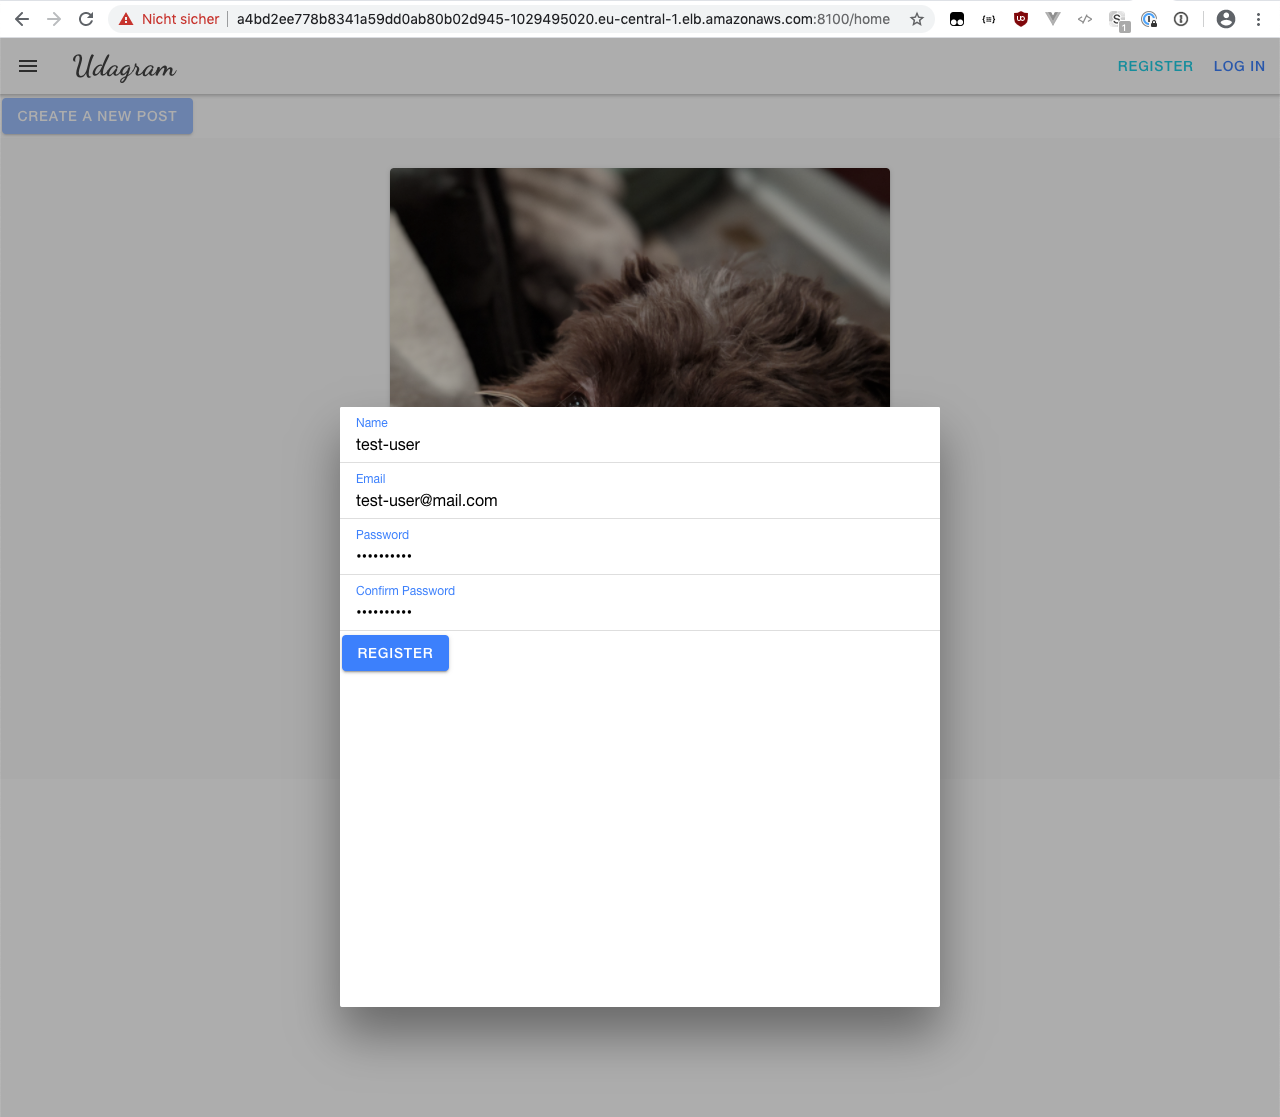 Nicht sicher a4bd2ee778b8341a59dd0ab80b02d945-1029495020.eu-central-1.elb.amazonaws.com:8100/home
1
Udagram REGISTER LOG IN
CREATE A NEW POST
Name
test-user
Email
test-user@mail.com
Password
••••••••••
Confirm Password
••••••••••
REGISTER